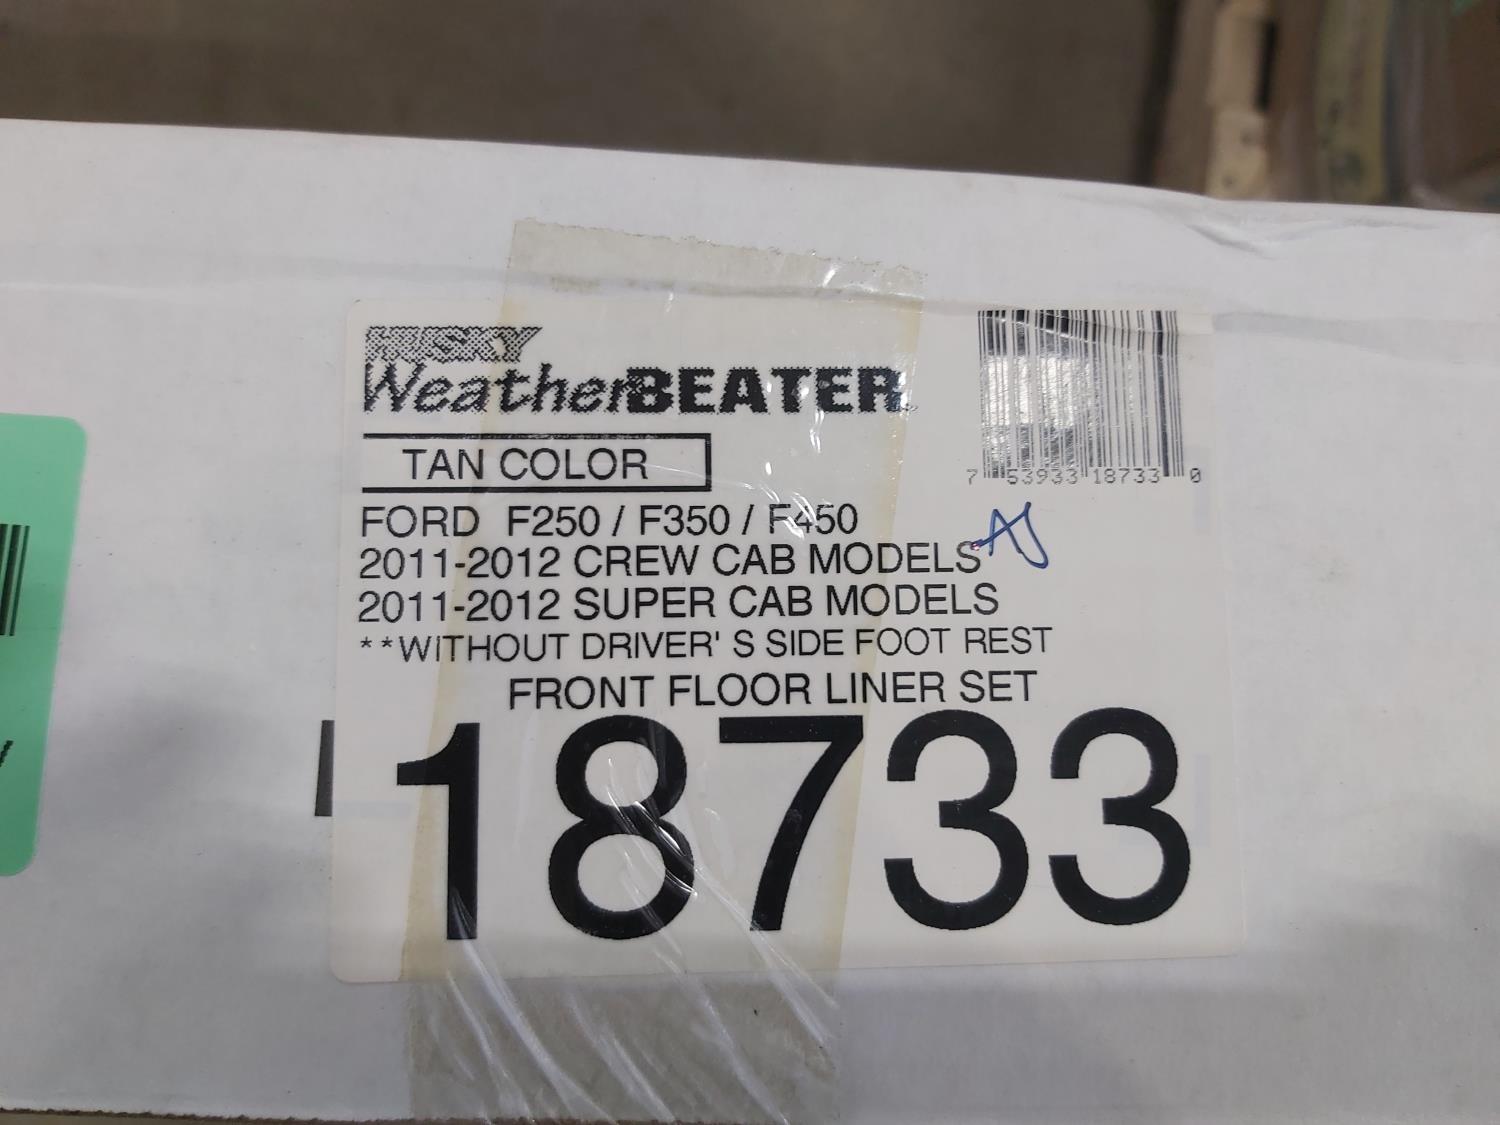 HUSKY
WeatherBEATER
TAN COLOR
7 53933 18733 0
FORD F250 / F350 / F450
2011-2012 CREW CAB MODELS
2011-2012 SUPER CAB MODELS
**WITHOUT DRIVER' S SIDE FOOT REST
FRONT FLOOR LINER SET
18733